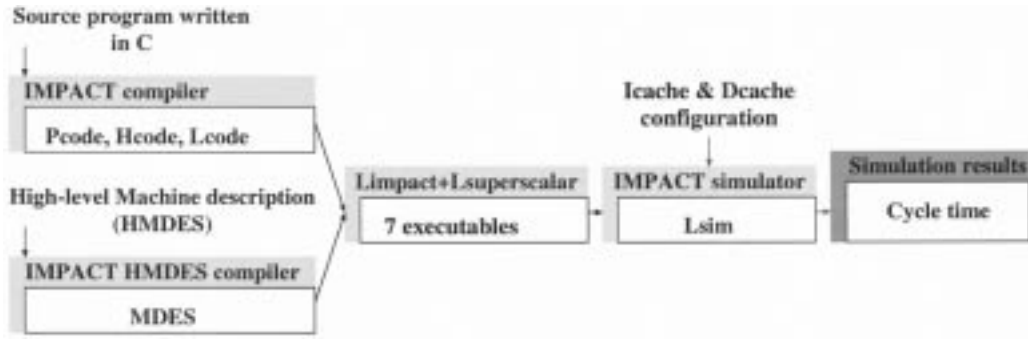 Source program written
in C
IMPACT compiler
Pcode, Hcode, Lcode
High-level Machine description
(HMDES)
IMPACT HMDES compiler
MDES
Limpact+Lsuperscalar
7 executables
Icache & Dcache
configuration
IMPACT simulator
Lsim
Simulation results
Cycle time